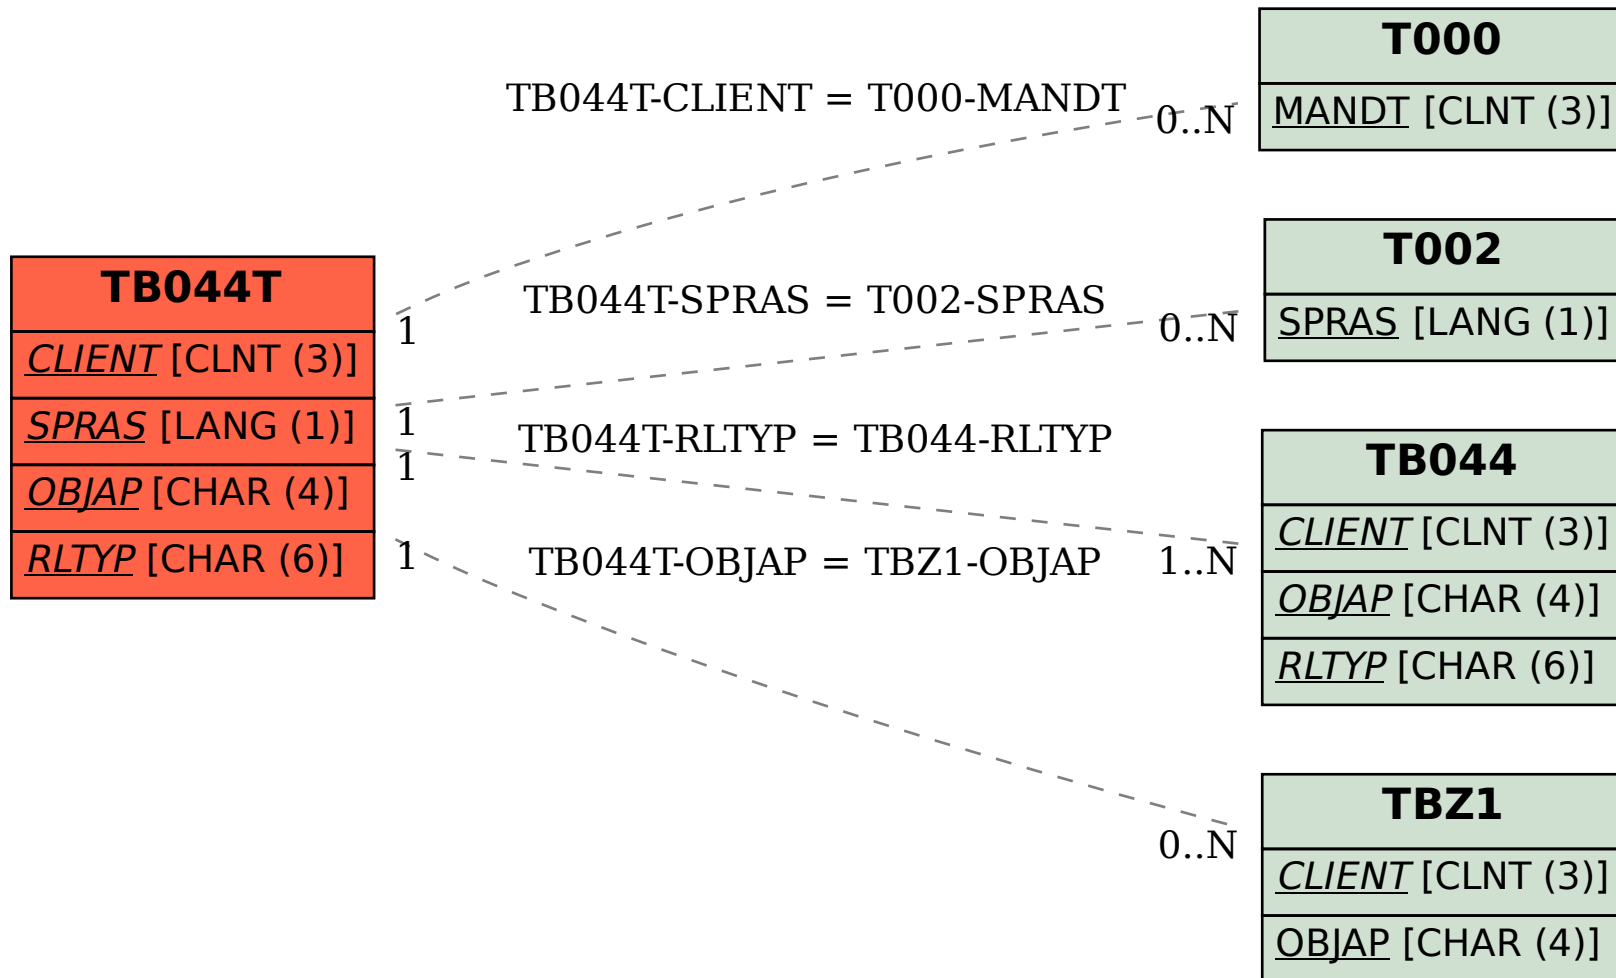 TB044T
CLIENT [CLNT (3)]
SPRAS [LANG (1)]
OBJAP [CHAR (4)]
RLTYP [CHAR (6)]
TB044T-CLIENT = T000-MANDT
0..N
1
TB044T-SPRAS = T002-SPRAS
0..N
1
TB044T-RLTYP = TB044-RLTYP
1
1..N
TB044T-OBJAP = TBZ1-OBJAP
1
0..N
T000
MANDT [CLNT (3)]
T002
SPRAS [LANG (1)]
TB044
CLIENT [CLNT (3)]
OBJAP [CHAR (4)]
RLTYP [CHAR (6)]
TBZ1
CLIENT [CLNT (3)]
OBJAP [CHAR (4)]